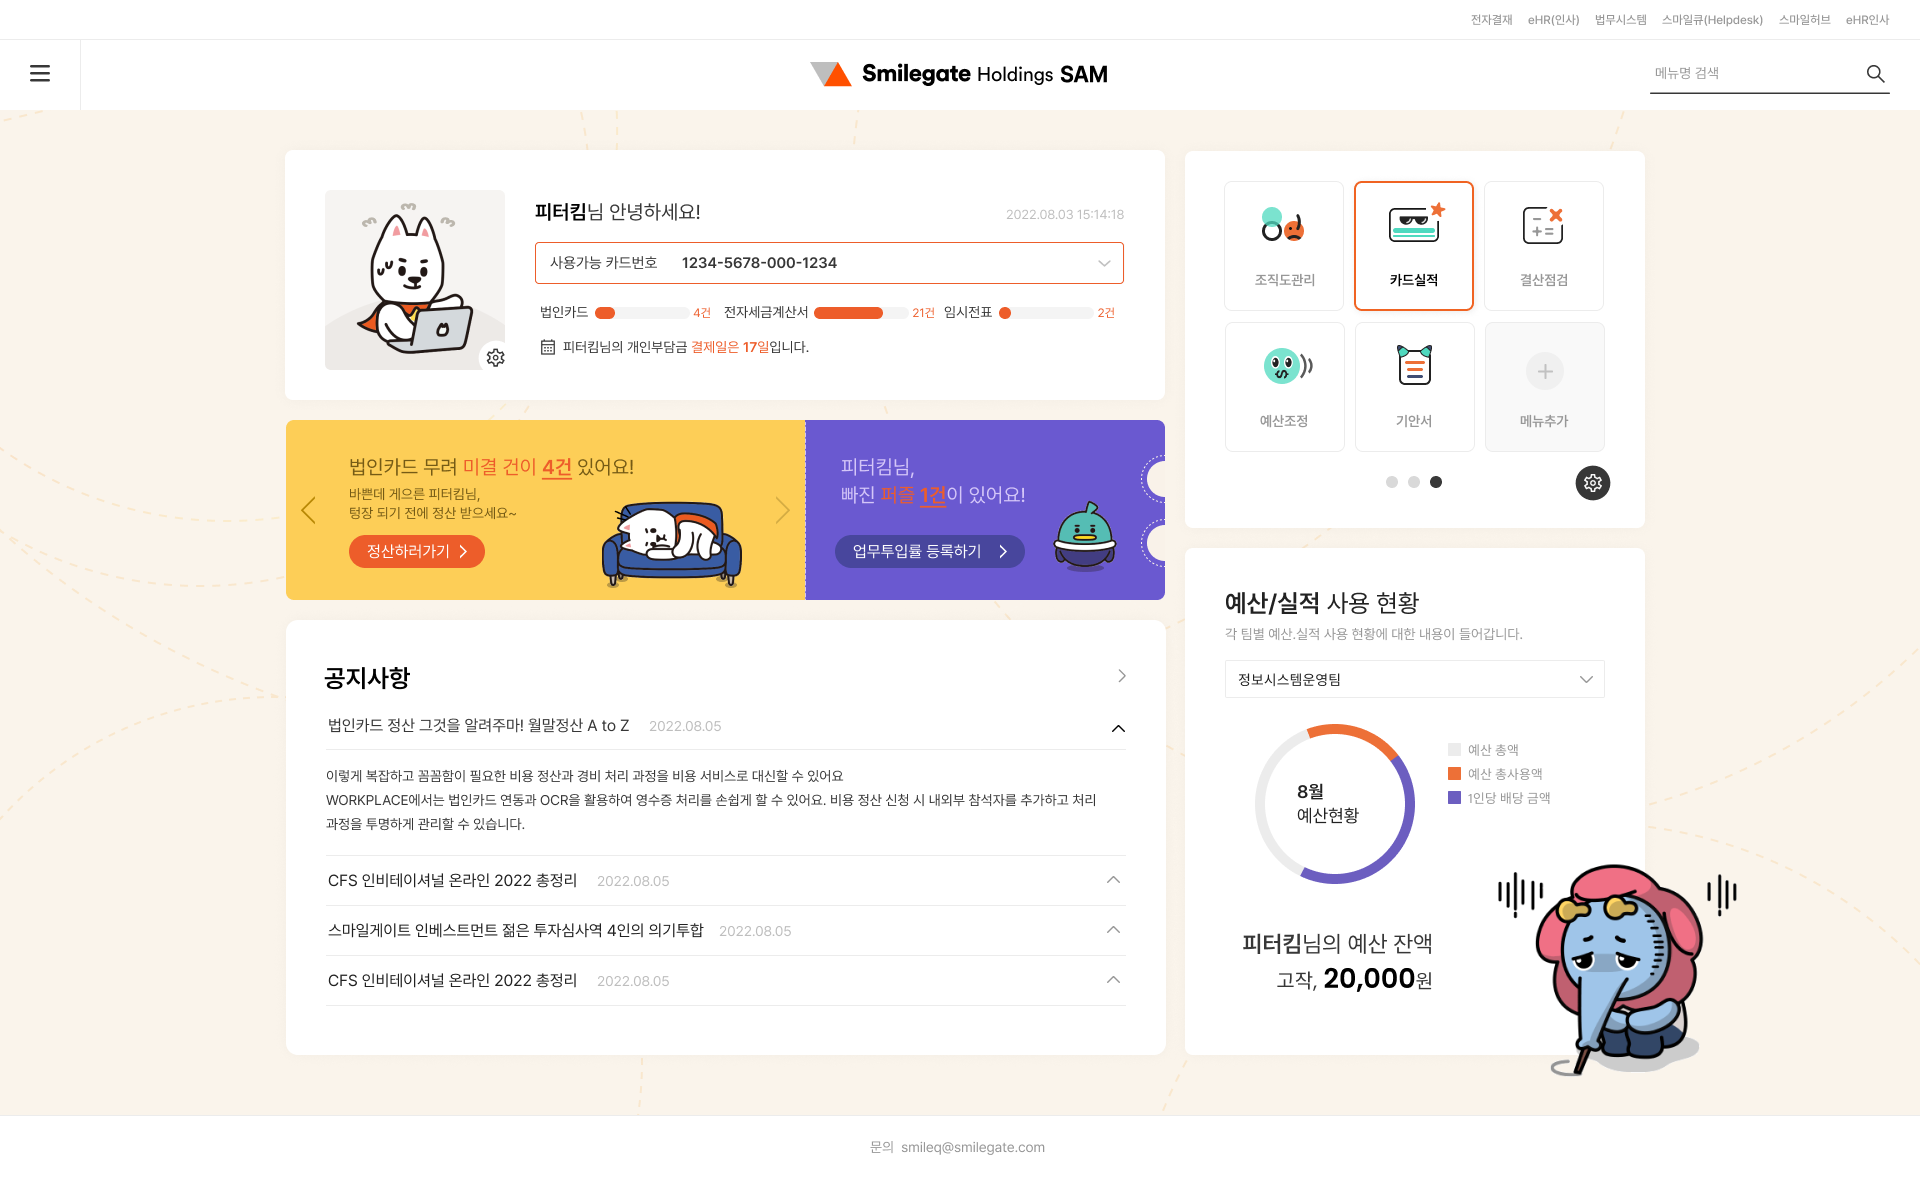 전자결재 eHR(인사) 법무시스템 스마일큐(Helpdesk) 스마일허브 eHR인사
Smilegate Holdings SAM
메뉴명 검색
피터킴님 안녕하세요!
2022.08.03 15:14:18
사용가능 카드번호 1234-5678-000-1234
법인카드 4건 전자세금계산서 21건 임시전표 2건
피터킴님의 개인부담금 결제일은 17일입니다.
조직도관리 카드실적 결산점검
예산조정 기안서 메뉴추가
법인카드 무려 미결 건이 4건 있어요!
바쁜데 게으른 피터킴님,
텅장 되기 전에 정산 받으세요~
정산하러가기
피터킴님,
빠진 퍼즐 1건이 있어요!
업무투입률 등록하기
공지사항
법인카드 정산 그것을 알려주마! 월말정산 A to Z 2022.08.05
이렇게 복잡하고 꼼꼼함이 필요한 비용 정산과 경비 처리 과정을 비용 서비스로 대신할 수 있어요
WORKPLACE에서는 법인카드 연동과 OCR을 활용하여 영수증 처리를 손쉽게 할 수 있어요. 비용 정산 신청 시 내외부 참석자를 추가하고 처리
과정을 투명하게 관리할 수 있습니다.
CFS 인비테이셔널 온라인 2022 총정리 2022.08.05
스마일게이트 인베스트먼트 젊은 투자심사역 4인의 의기투합 2022.08.05
CFS 인비테이셔널 온라인 2022 총정리 2022.08.05
예산/실적 사용 현황
각 팀별 예산.실적 사용 현황에 대한 내용이 들어갑니다.
정보시스템운영팀
8월
예산현황
예산 총액
예산 총사용액
1인당 배당 금액
피터킴님의 예산 잔액
고작, 20,000원
문의 smileq@smilegate.com